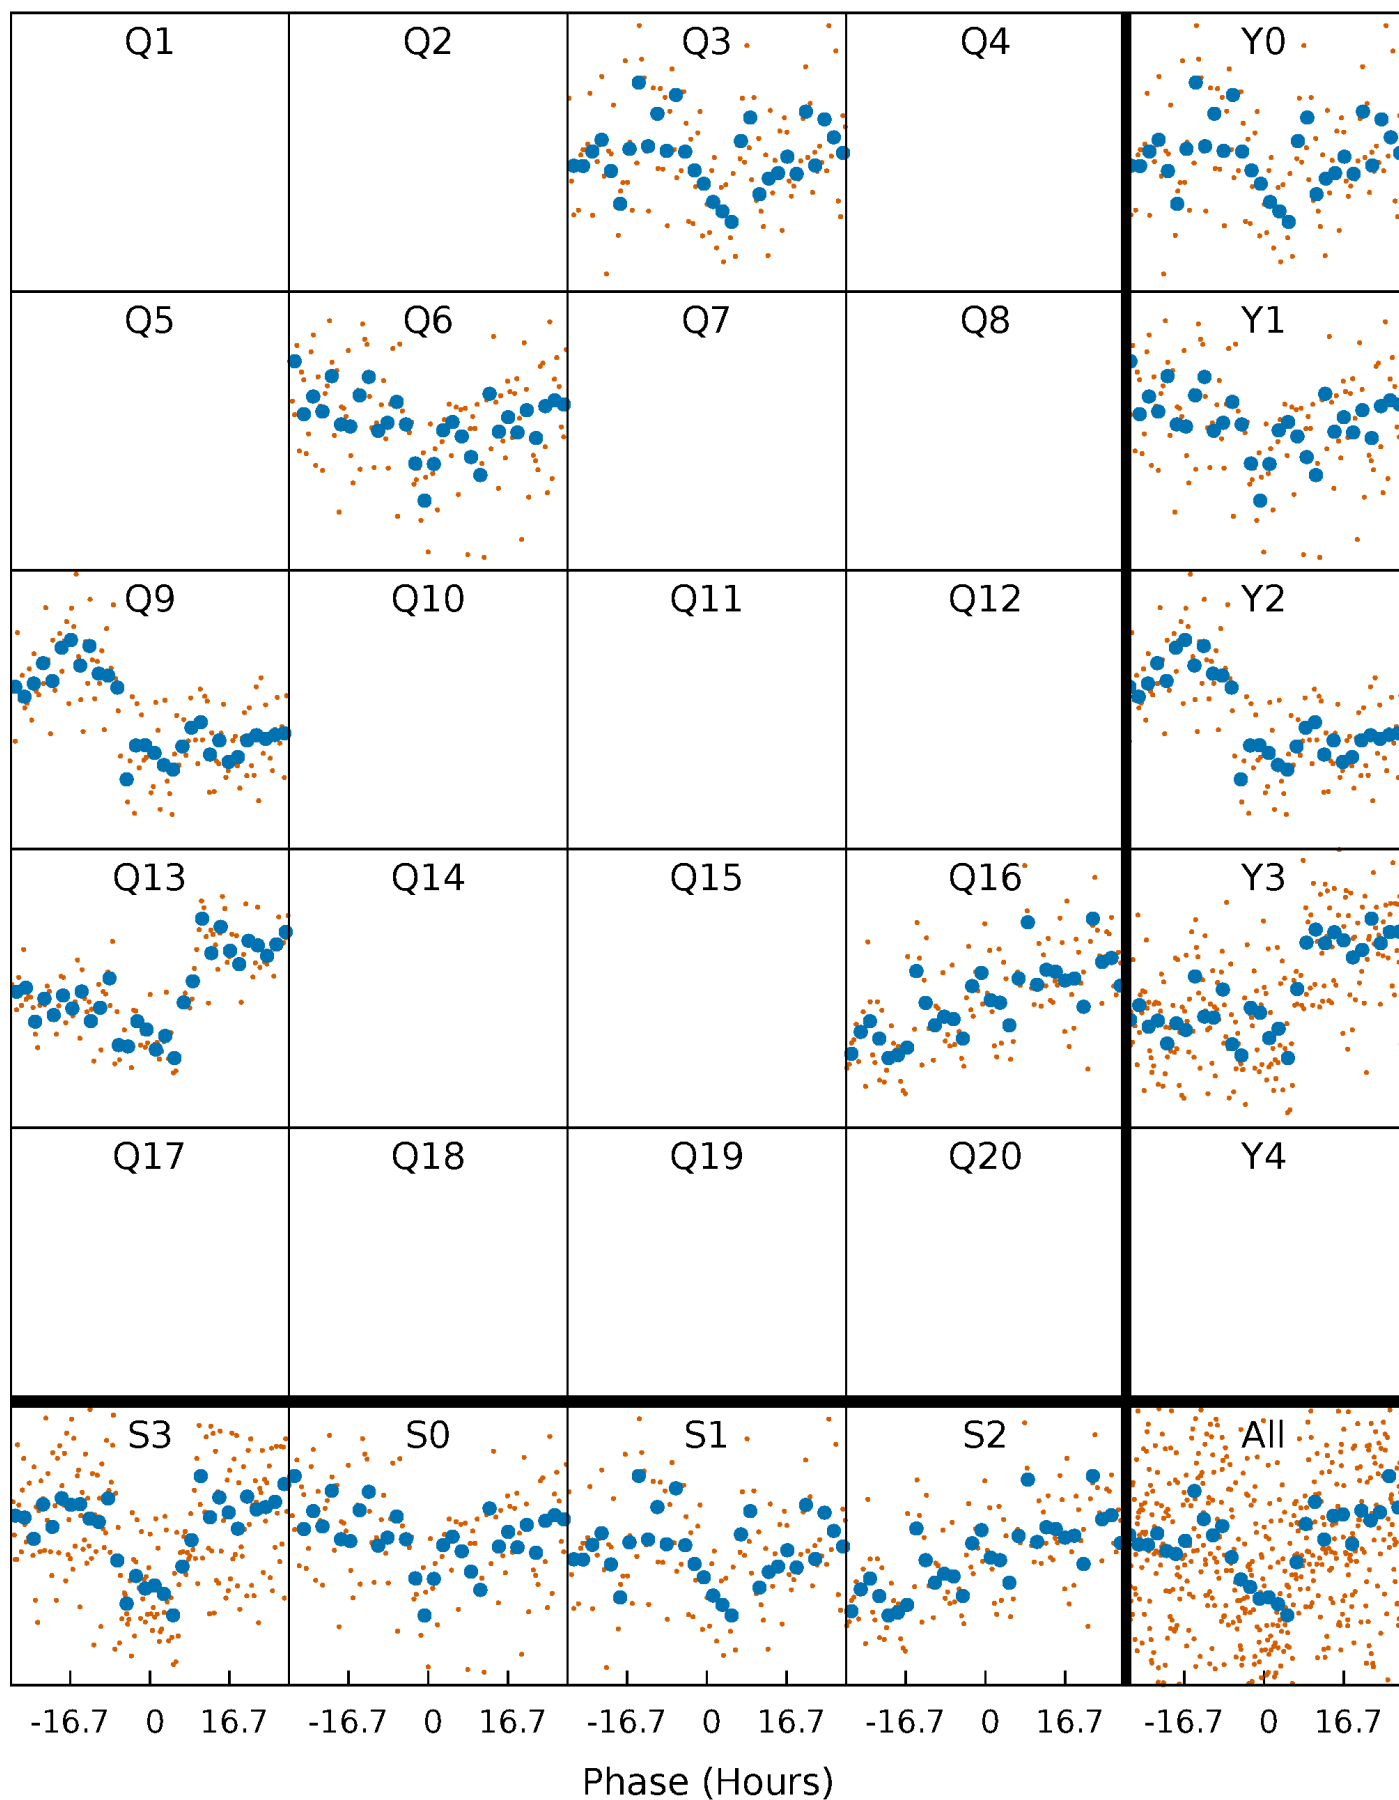 Q1 Q2 Q3 Q4 Y0
Q5 Q6 Q7 Q8 Y1
Q9 Q10 Q11 Q12 Y2
Q13 Q14 Q15 Q16 Y3
Q17 Q18 Q19 Q20 Y4
S3 S0 S1 S2 All
-16.7 0 16.7 -16.7 0 16.7 -16.7 0 16.7 -16.7 0 16.7 -16.7 0 16.7
Phase (Hours)